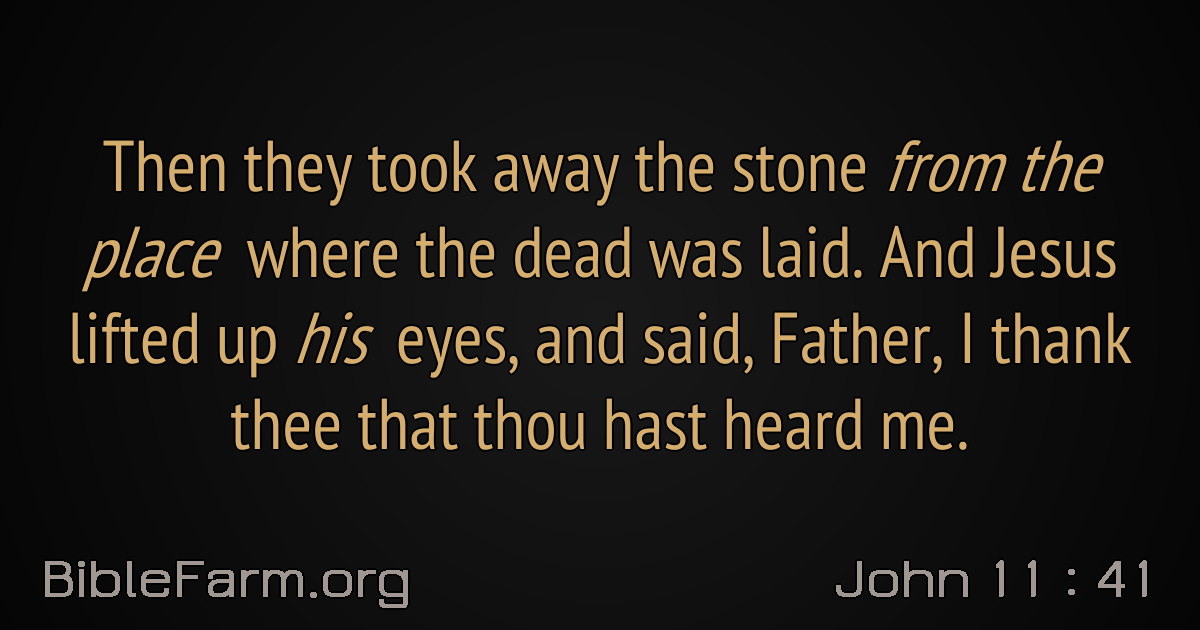 Then they took away the stone from the
place where the dead was laid. And Jesus
lifted up his eyes, and said, Father, I thank
thee that thou hast heard me.
BibleFarm.org
John 11 : 41